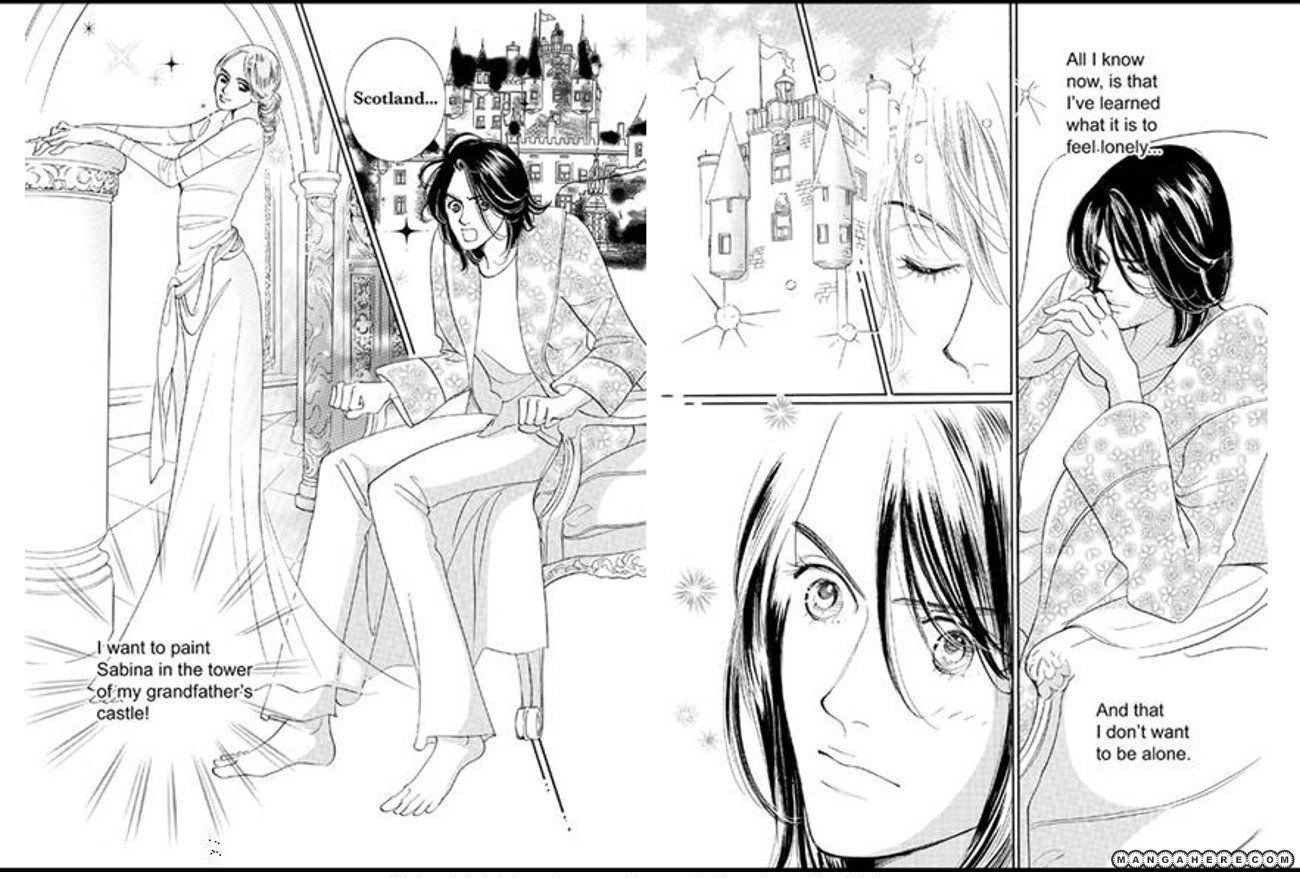 All I know
now, is that
I've learned
what it is to
feel lonely...
And that
I don't want
to be alone.
Scotland...
I want to paint
Sabina in the tower
of my grandfather's
castle!
MANGAHERE.COM